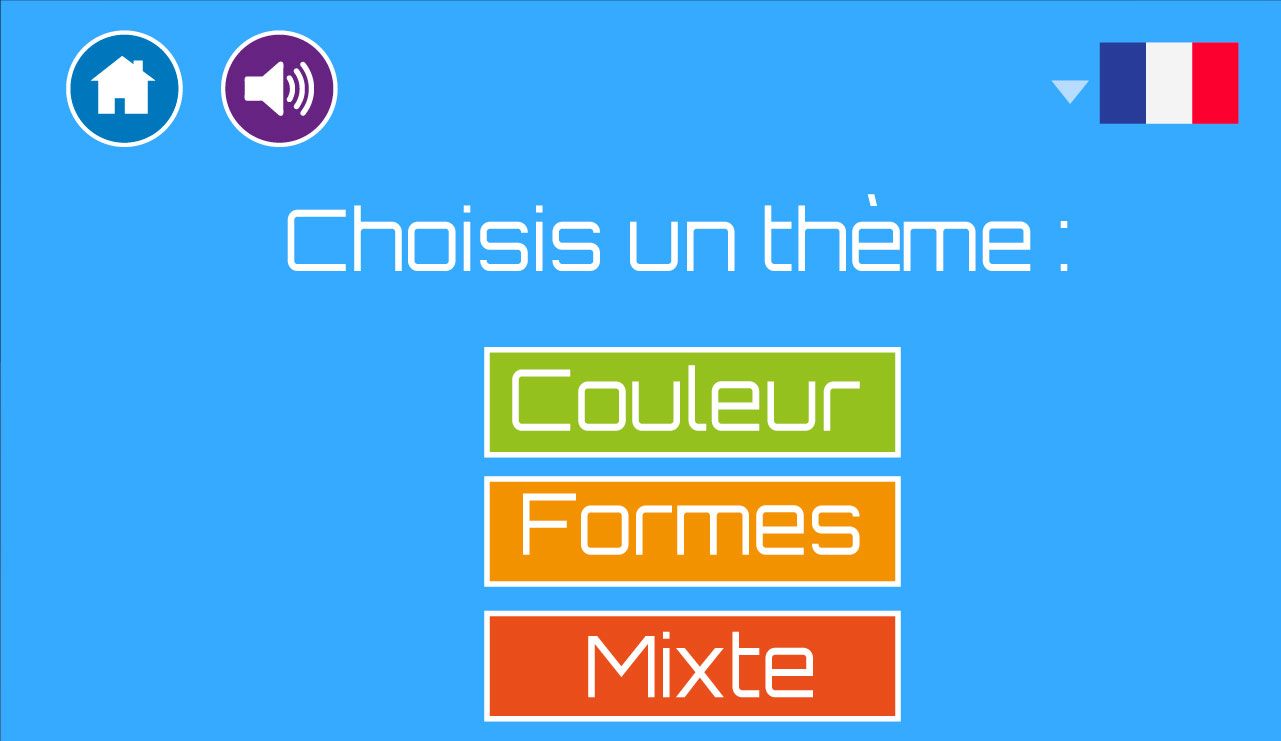 Choisis un thème :
Couleur
Formes
Mixte